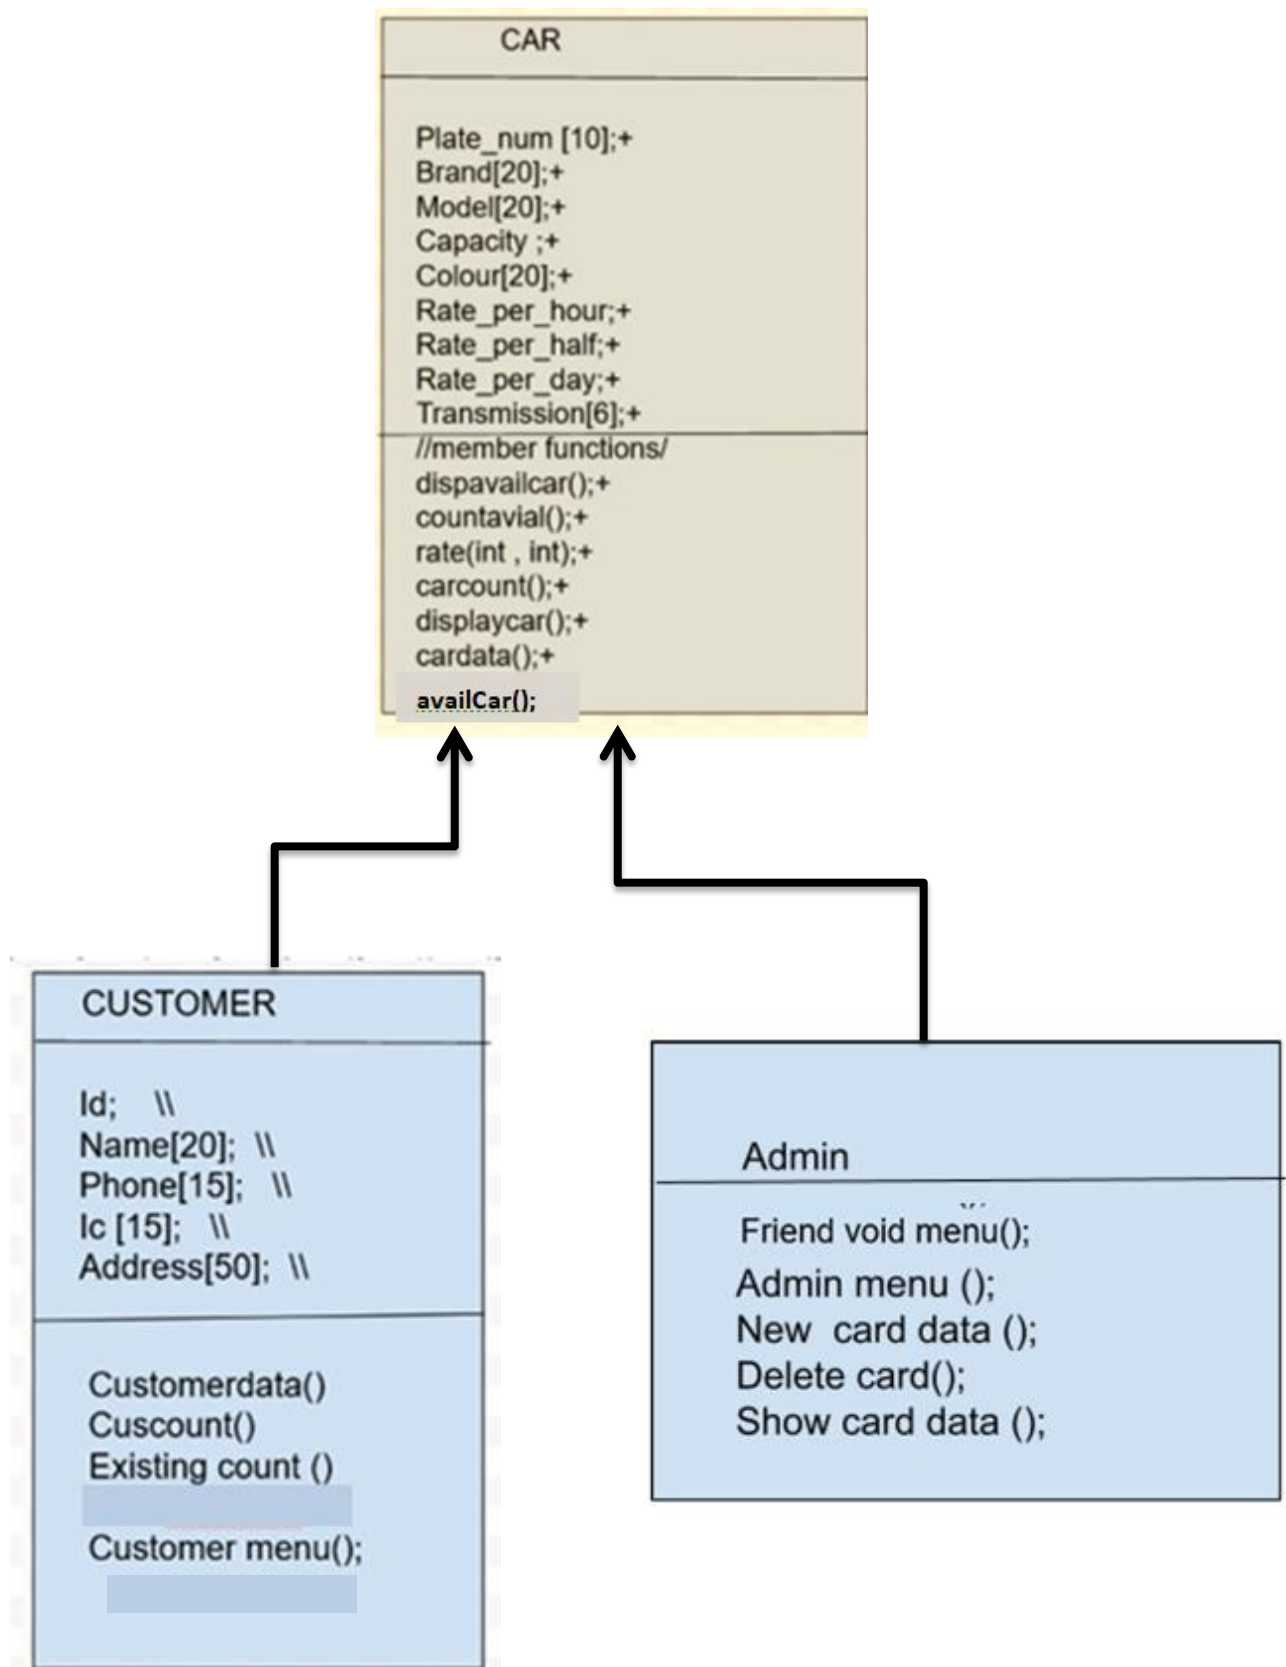 CAR
Plate_num [10];+
Brand[20];+
Model[20];+
Capacity ;+
Colour[20];+
Rate_per_hour;+
Rate_per_half;+
Rate_per_day;+
Transmission[6];+
//member functions/
dispavailcar();+
countavial();+
rate(int , int);+
carcount();+
displaycar();+
cardata();+
availCar();
CUSTOMER
Id; \\
Name[20]; \\
Phone[15]; \\
Ic [15]; \\
Address[50]; \\
Customerdata()
Cuscount()
Existing count ()
Customer menu();
Admin
Friend void menu();
Admin menu ();
New card data ();
Delete card();
Show card data ();